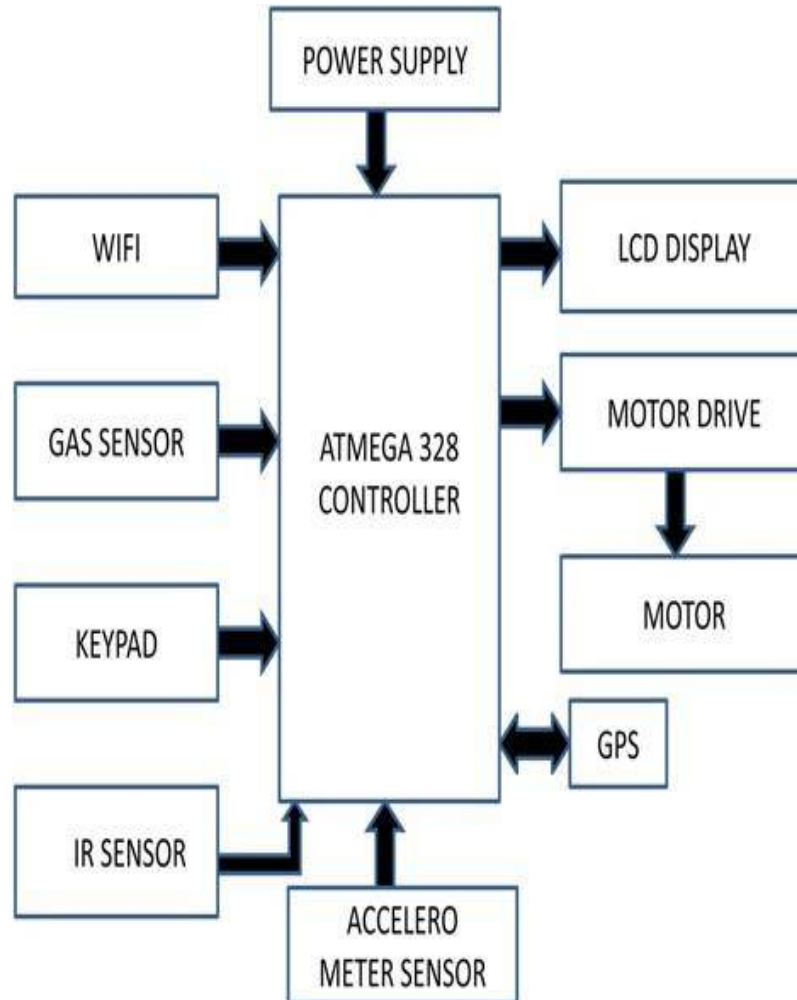 POWER SUPPLY
WIFI
LCD DISPLAY
GAS SENSOR
ATMEGA 328
CONTROLLER
MOTOR DRIVE
KEYPAD
MOTOR
GPS
IR SENSOR
ACCELERO
METER SENSOR